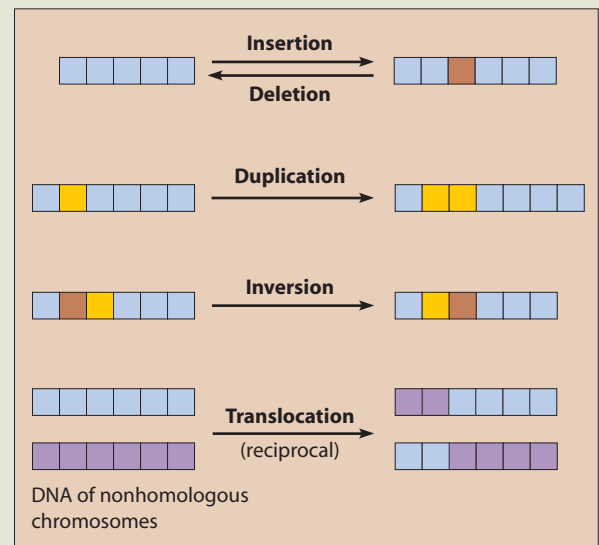 Insertion
Deletion
Duplication
Inversion
Translocation
(reciprocal)
DNA of nonhomologous
chromosomes